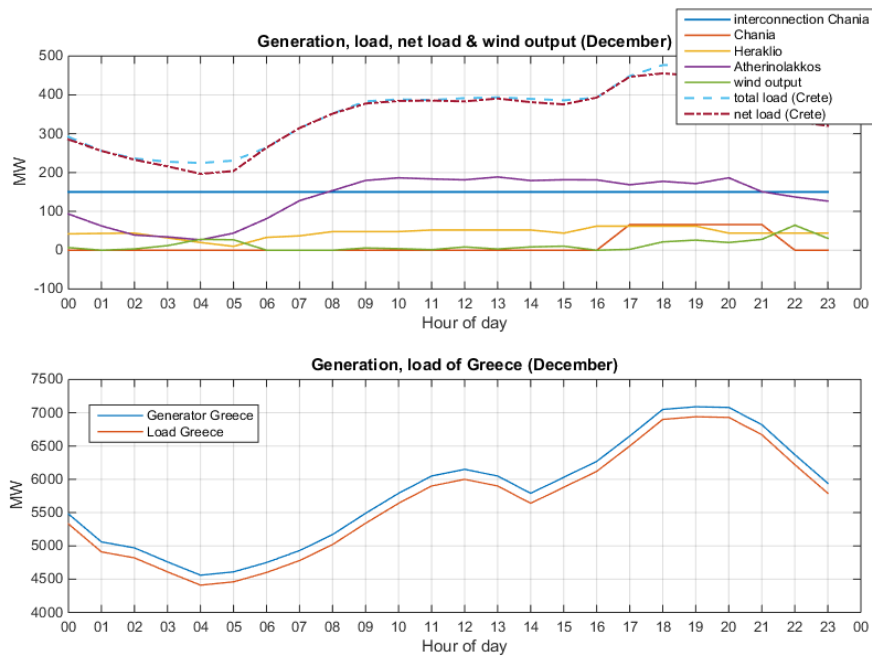 Generation, load, net load & wind output (December)
interconnection Chania
Chania
Heraklio
Atherinolakkos
wind output
total load (Crete)
net load (Crete)
500
400
300
200
100
0
-100
MW
00 01 02 03 04 05 06 07 08 09 10 11 12 13 14 15 16 17 18 19 20 21 22 23 00
Hour of day
Generation, load of Greece (December)
Generator Greece
Load Greece
7500
7000
6500
6000
5500
5000
4500
4000
MW
00 01 02 03 04 05 06 07 08 09 10 11 12 13 14 15 16 17 18 19 20 21 22 23 00
Hour of day